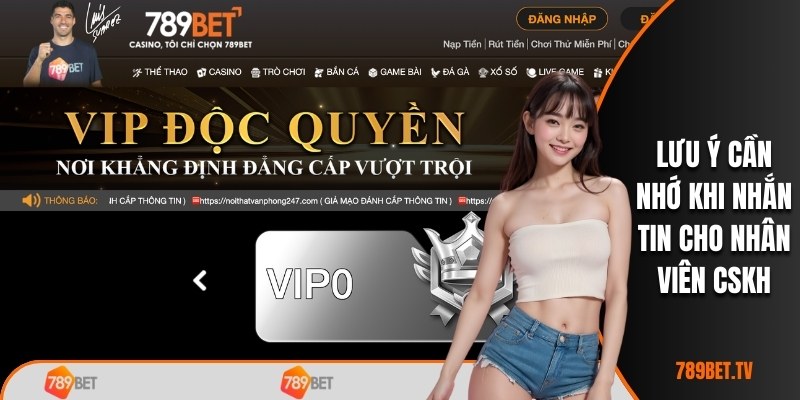 Luis
SUAREZ
789BET
CASINO, TÔI CHỈ CHỌN 789BET
789BET
ĐĂNG NHẬP
Nạp Tiền | Rút Tiền | Chơi Thử Miễn Phí |
THỂ THAO CASINO TRÒ CHƠI BẮN CÁ GAME BÀI ĐÁ GÀ XỔ SỐ LIVE GAME
VIP ĐỘC QUYỀN
NƠI KHẲNG ĐỊNH ĐẲNG CẤP VƯỢT TRỘI
THÔNG BÁO: CẤP THÔNG TIN ) https://noithatvanphong247.com ( GIẢ MẠO ĐÁNH CẮP THÔNG TIN )
VIP0
789BET 789BET
LƯU Ý CẦN
NHỚ KHI NHẮN
TIN CHO NHÂN
VIÊN CSKH
789BET.TV